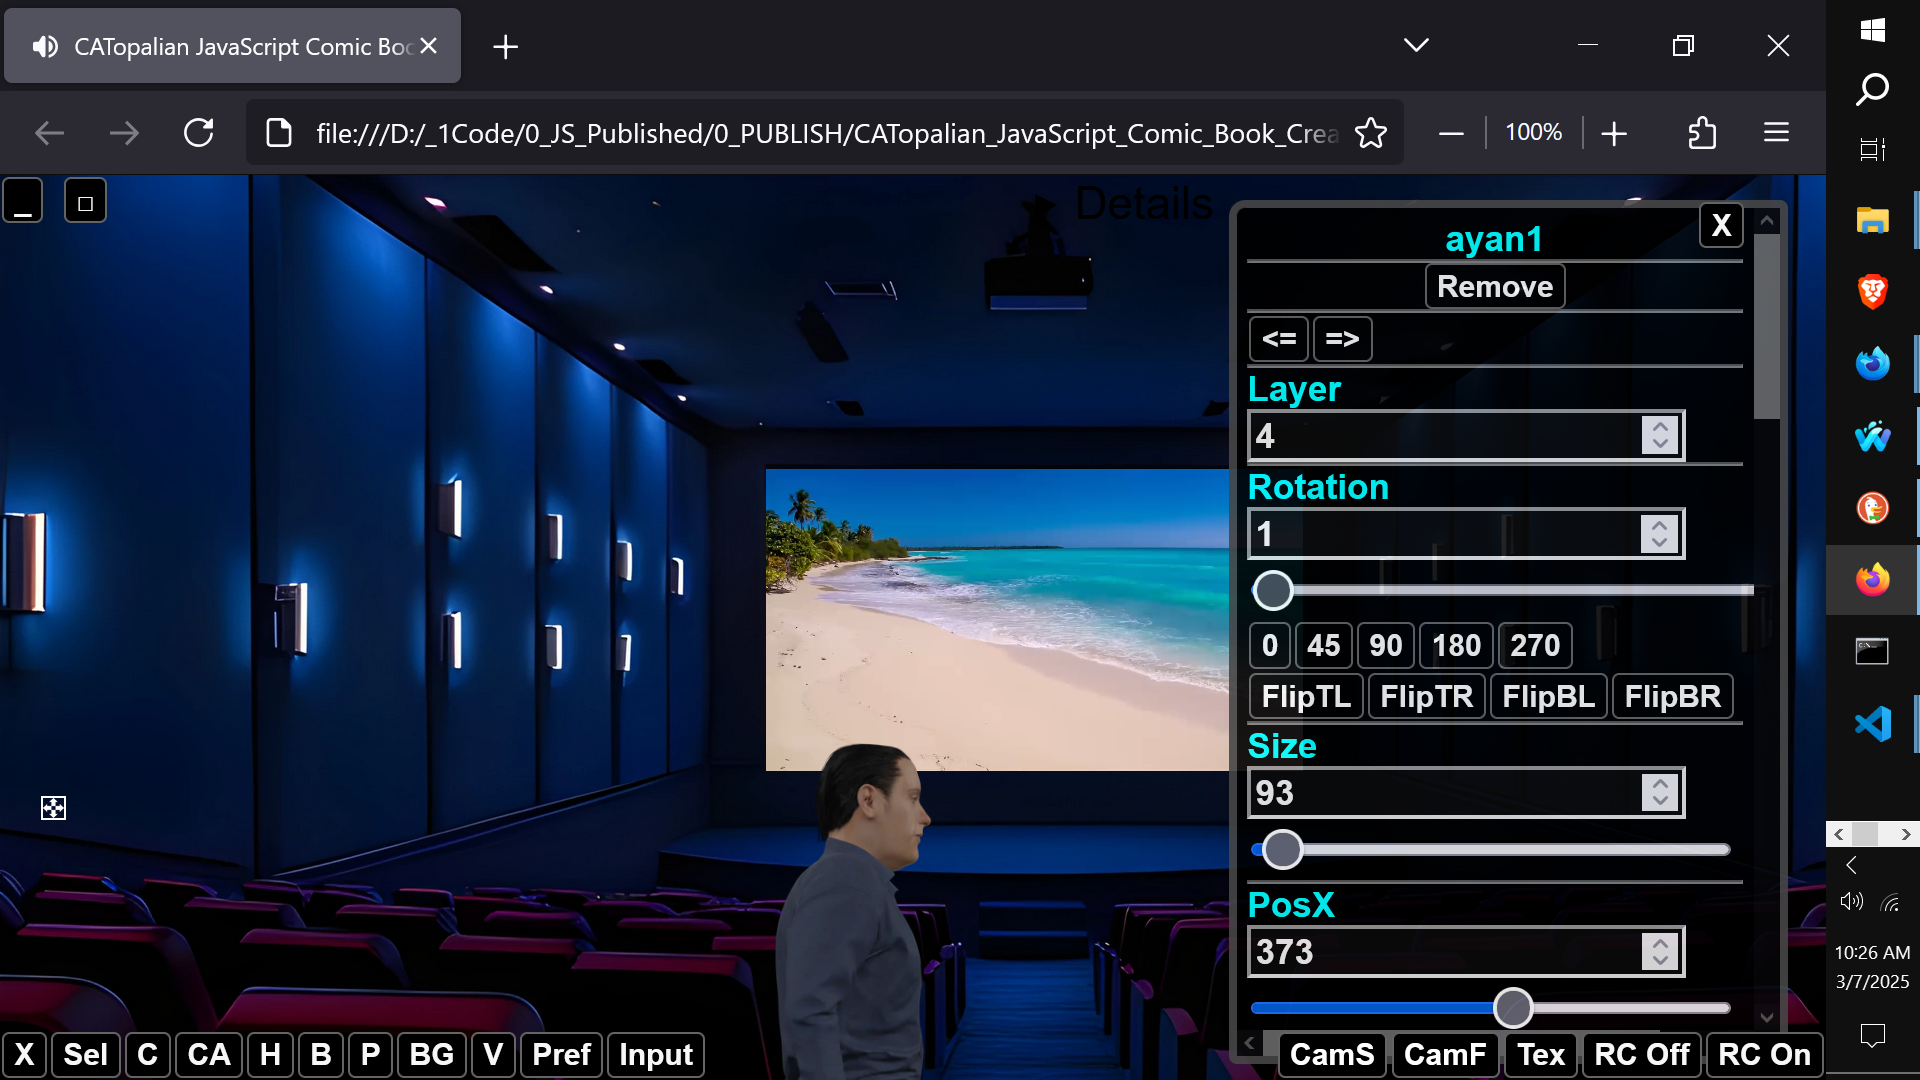 CATopalian JavaScript Comic Boo
file:///D:/_1Code/0_JS_Published/0_PUBLISH/CATopalian_JavaScript_Comic_Book_Crea
100%
Details
X
ayan1
Remove
<= =>
Layer
4
Rotation
1
0 45 90 180 270
FlipTL FlipTR FlipBL FlipBR
Size
93
PosX
373
X Sel C CA H B P BG V Pref Input
CamS CamF Tex RC Off RC On
10:26 AM
3/7/2025